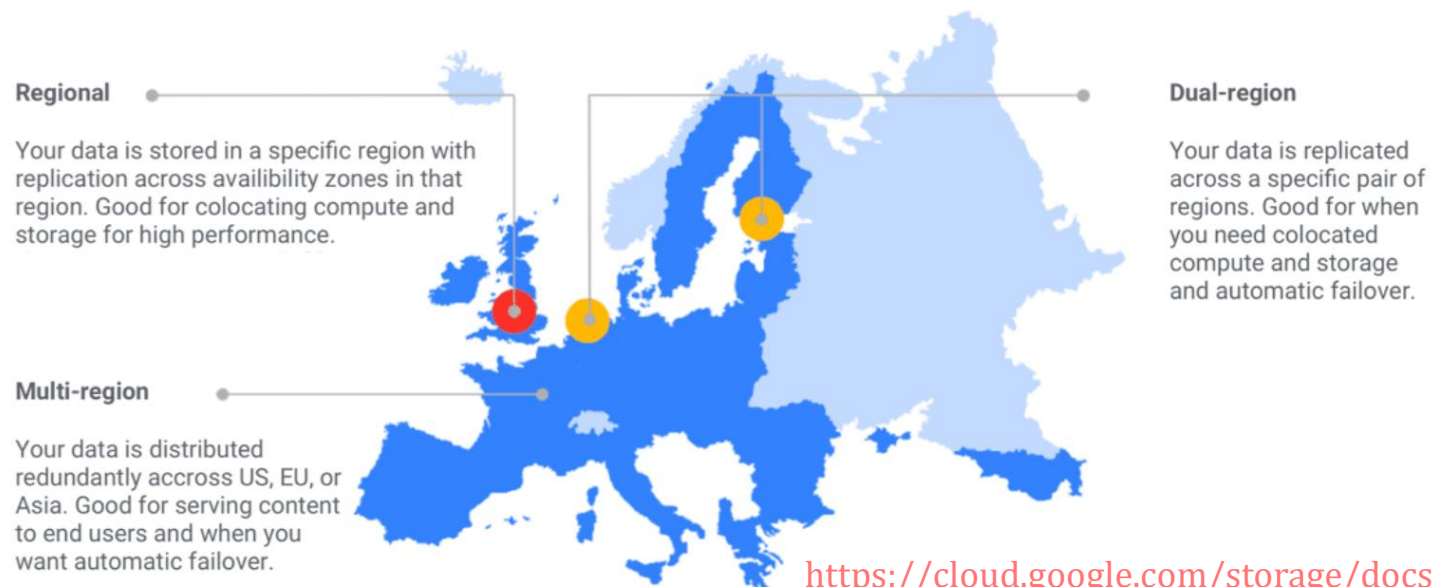 Regional
Your data is stored in a specific region with
replication across availibility zones in that
region. Good for colocating compute and
storage for high performance.
Multi-region
Your data is distributed
redundantly accross US, EU, or
Asia. Good for serving content
to end users and when you
want automatic failover.
Dual-region
Your data is replicated
across a specific pair of
regions. Good for when
you need colocated
compute and storage
and automatic failover.
https://cloud.google.com/storage/docs